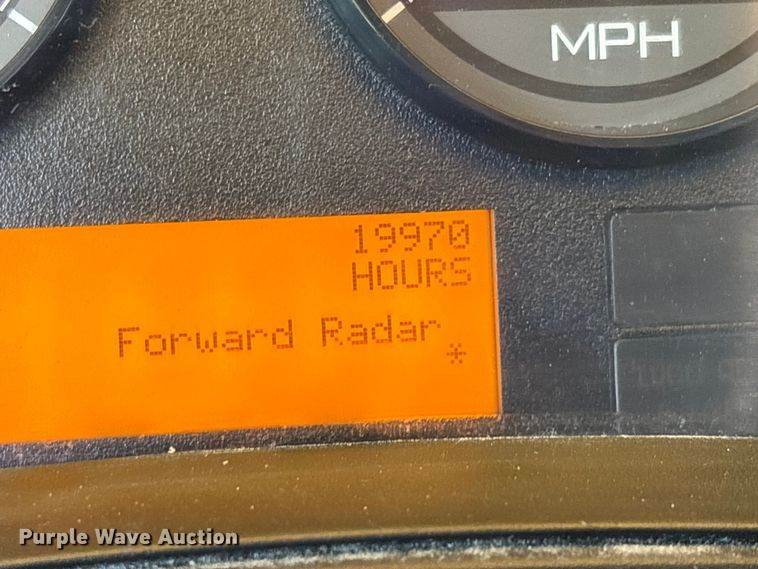 MPH
19970
HOURS
Forward Radar
*
Purple Wave Auction